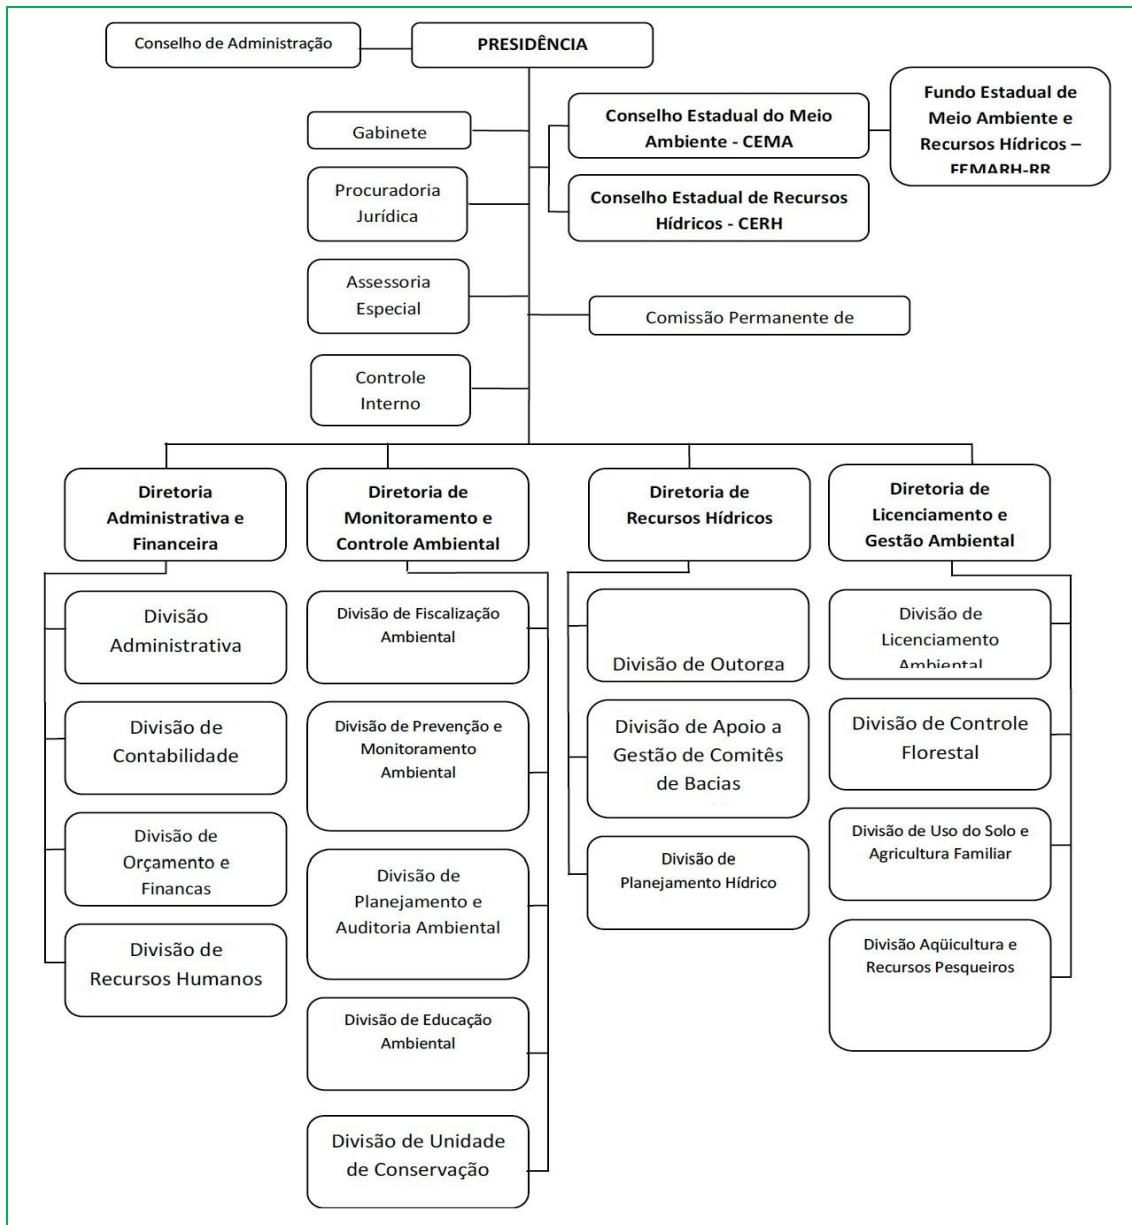 Conselho de Administração
PRESIDÊNCIA
Gabinete
Conselho Estadual do Meio
Ambiente - CEMA
Fundo Estadual de
Meio Ambiente e
Recursos Hídricos –
FEMARH-RR
Procuradoria
Jurídica
Conselho Estadual de Recursos
Hídricos - CERH
Assessoria
Especial
Comissão Permanente de
Controle
Interno
Diretoria
Administrativa e
Financeira
Divisão
Administrativa
Divisão de
Contabilidade
Divisão de
Orçamento e
Financas
Divisão de
Recursos Humanos
Diretoria de
Monitoramento e
Controle Ambiental
Divisão de Fiscalização
Ambiental
Divisão de Prevenção e
Monitoramento
Ambiental
Divisão de
Planejamento e
Auditoria Ambiental
Divisão de Educação
Ambiental
Divisão de Unidade
de Conservação
Diretoria de
Recursos Hídricos
Divisão de Outorga
Divisão de Apoio a
Gestão de Comitês
de Bacias
Divisão de
Planejamento Hídrico
Diretoria de
Licenciamento e
Gestão Ambiental
Divisão de
Licenciamento
Ambiental
Divisão de Controle
Florestal
Divisão de Uso do Solo e
Agricultura Familiar
Divisão Aqüicultura e
Recursos Pesqueiros